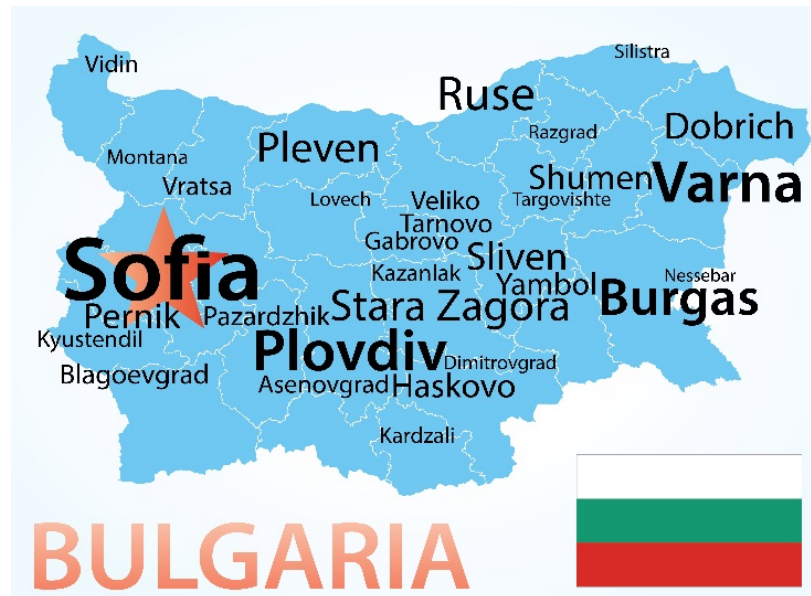 Silistra
Vidin
Ruse
Dobrich
Razgrad
Pleven
Montana
Shumen
Varna
Vratsa
Lovech
Veliko
Targovishte
Tarnovo
Gabrovo
Sliven
Sofia
Kazanlak
Nessebar
Yambol
Burgas
Stara Zagora
Pernik
Pazardzhik
Kyustendil
Plovdiv
Dimitrovgrad
Blagoevgrad
Asenovgrad
Haskovo
Kardzali
BULGARIA